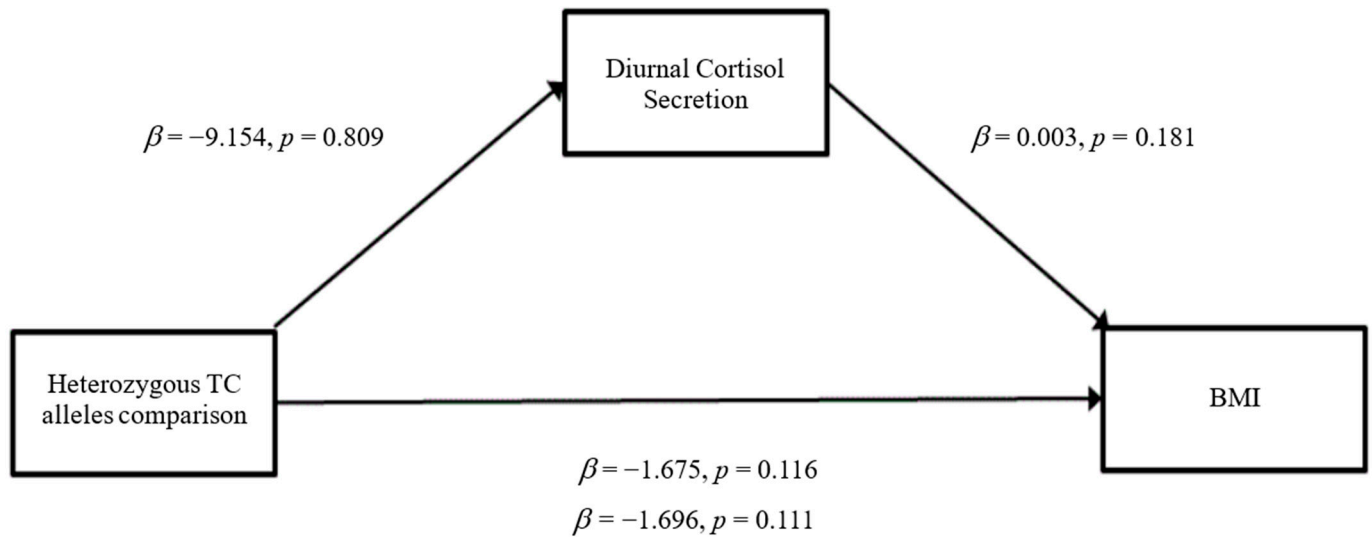 Diurnal Cortisol
Secretion
β = −9.154, p = 0.809
β = 0.003, p = 0.181
Heterozygous TC
alleles comparison
BMI
β = −1.675, p = 0.116
β = −1.696, p = 0.111